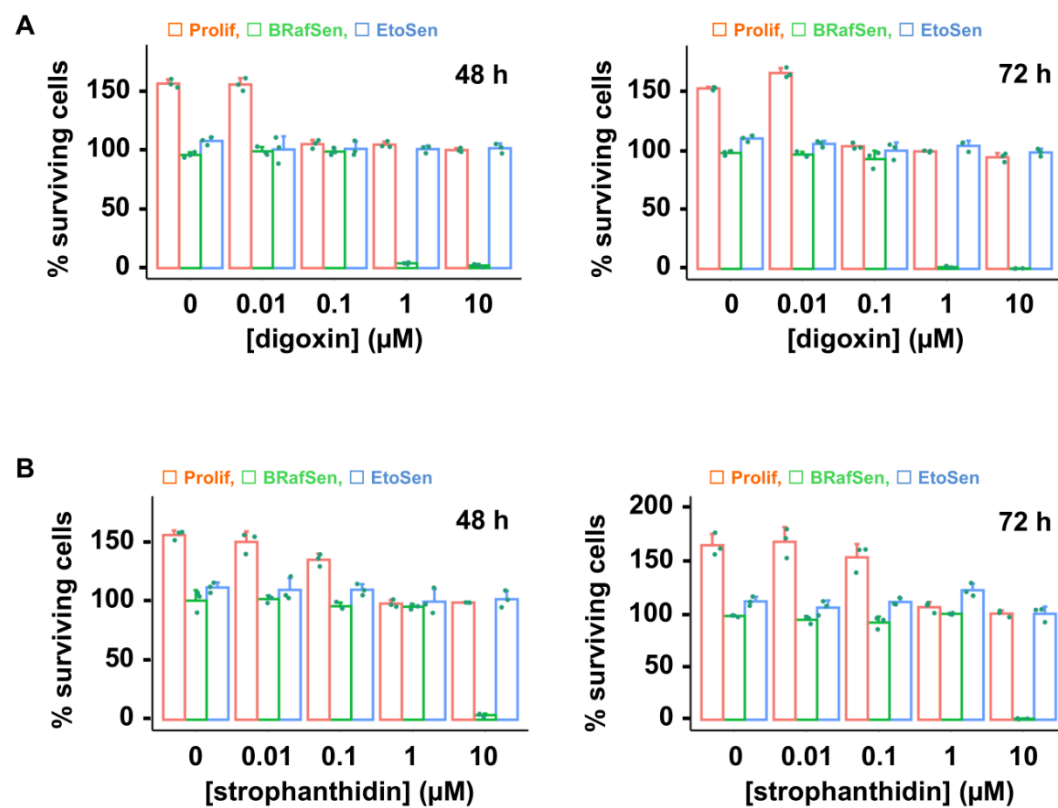 A
Prolif, BRafSen, EtoSen
48 h
% surviving cells
150
100
50
0
0 0.01 0.1 1 10
[digoxin] (µM)
Prolif, BRafSen, EtoSen
72 h
% surviving cells
150
100
50
0
0 0.01 0.1 1 10
[digoxin] (µM)
B
Prolif, BRafSen, EtoSen
48 h
% surviving cells
150
100
50
0
0 0.01 0.1 1 10
[strophanthidin] (µM)
Prolif, BRafSen, EtoSen
72 h
% surviving cells
200
150
100
50
0
0 0.01 0.1 1 10
[strophanthidin] (µM)